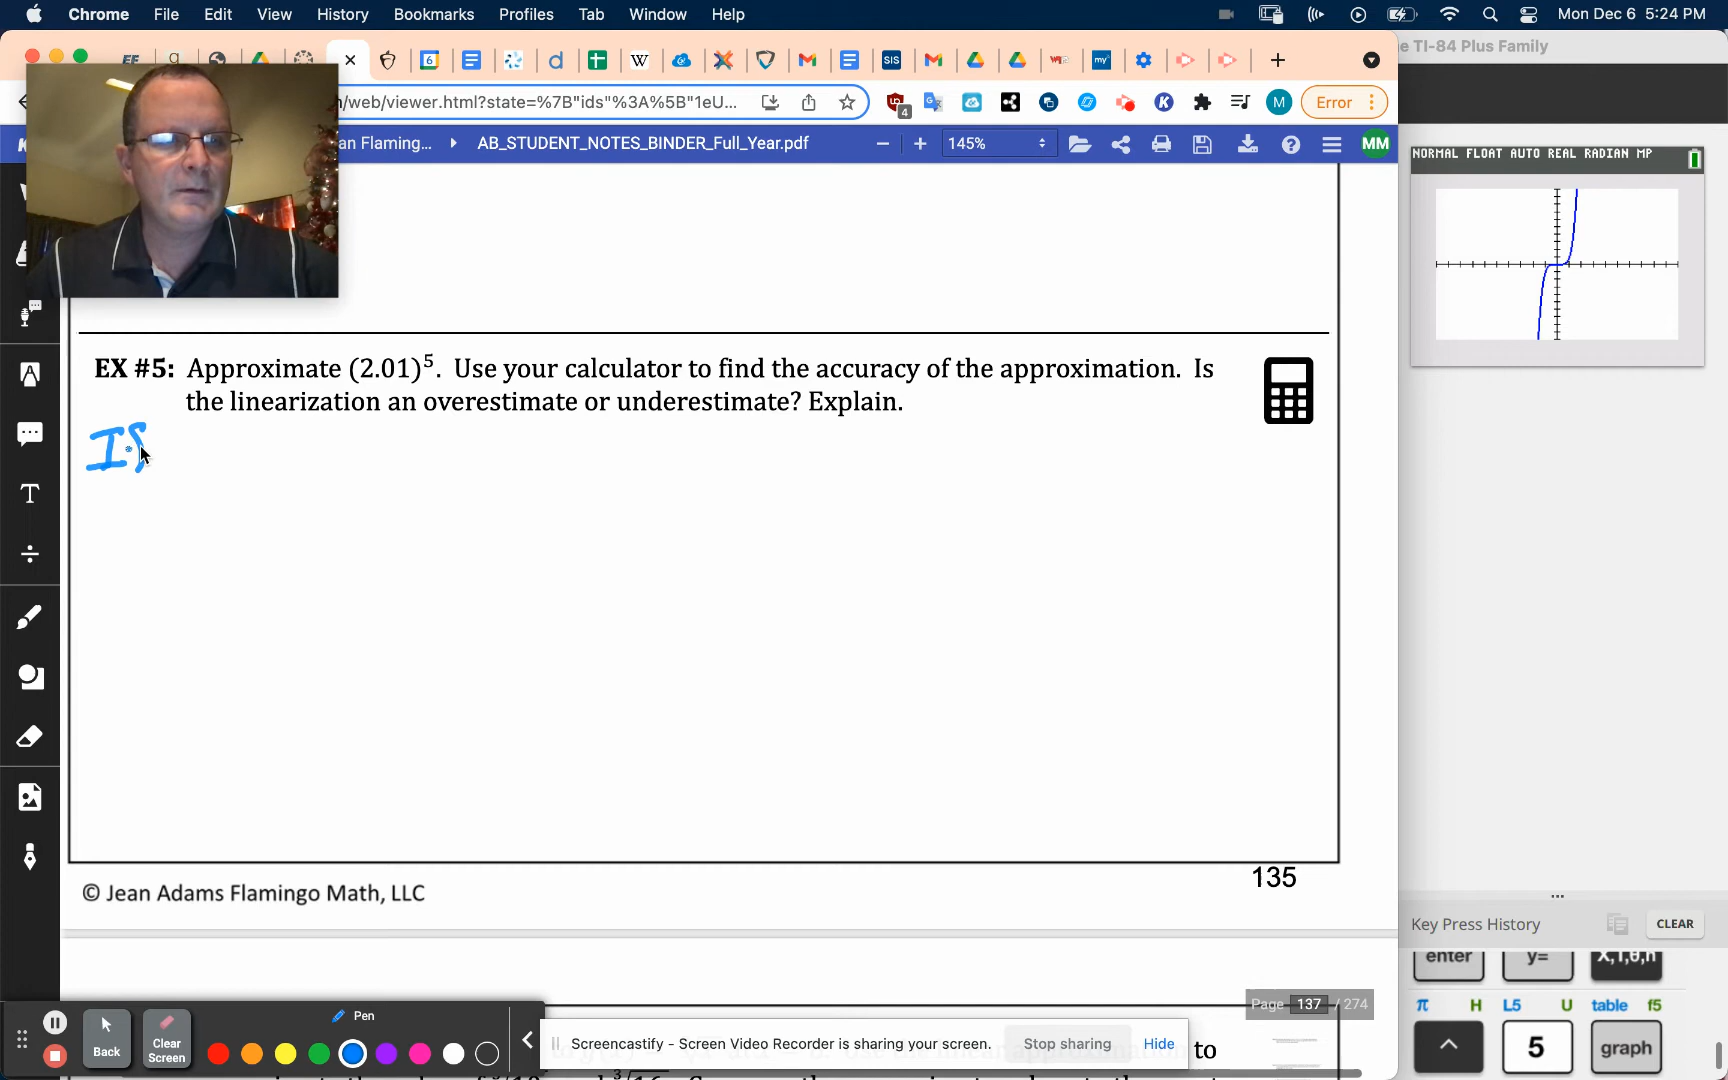 Chrome File Edit View History Bookmarks Profiles Tab Window Help Mon Dec 6 5:24 PM
e TI-84 Plus Family
/web/viewer.html?state=%7B"ids"%3A%5B"1eU...
4
M
Error
an Flaming... AB_STUDENT_NOTES_BINDER_Full_Year.pdf
145%
MM
NORMAL FLOAT AUTO REAL RADIAN MP
EX #5: Approximate (2.01)⁵. Use your calculator to find the accuracy of the approximation. Is
the linearization an overestimate or underestimate? Explain.
© Jean Adams Flamingo Math, LLC
135
Page 137 / 274
Pen
Back
Clear
Screen
Screencastify - Screen Video Recorder is sharing your screen.
Stop sharing
Hide
to
Key Press History
CLEAR
enter y= X,T,θ,n
π H L5 U table f5
5 graph